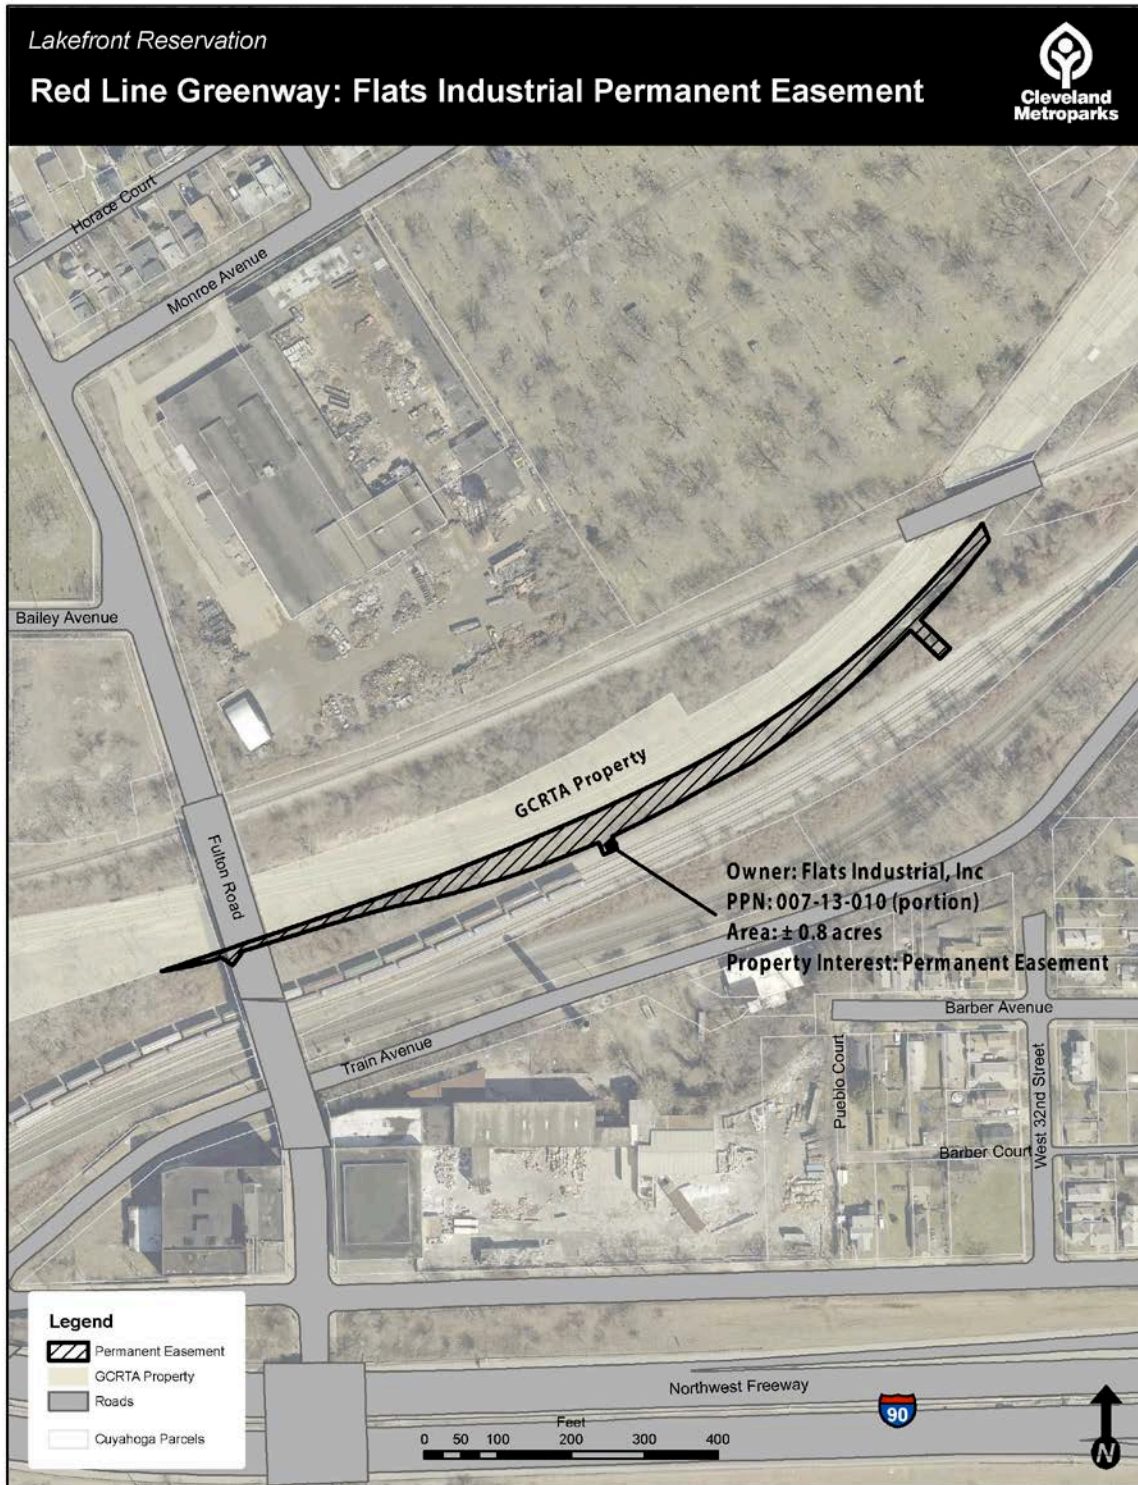 Lakefront Reservation
Red Line Greenway: Flats Industrial Permanent Easement
Cleveland
Metroparks
Horace Court
Monroe Avenue
Bailey Avenue
Fulton Road
GCRTA Property
Owner: Flats Industrial, Inc
PPN: 007-13-010 (portion)
Area: ± 0.8 acres
Property Interest: Permanent Easement
Barber Avenue
Train Avenue
Pueblo Court
West 32nd Street
Barber Court
Legend
Permanent Easement
GCRTA Property
Roads
Cuyahoga Parcels
Northwest Freeway
90
Feet
0 50 100 200 300 400
N